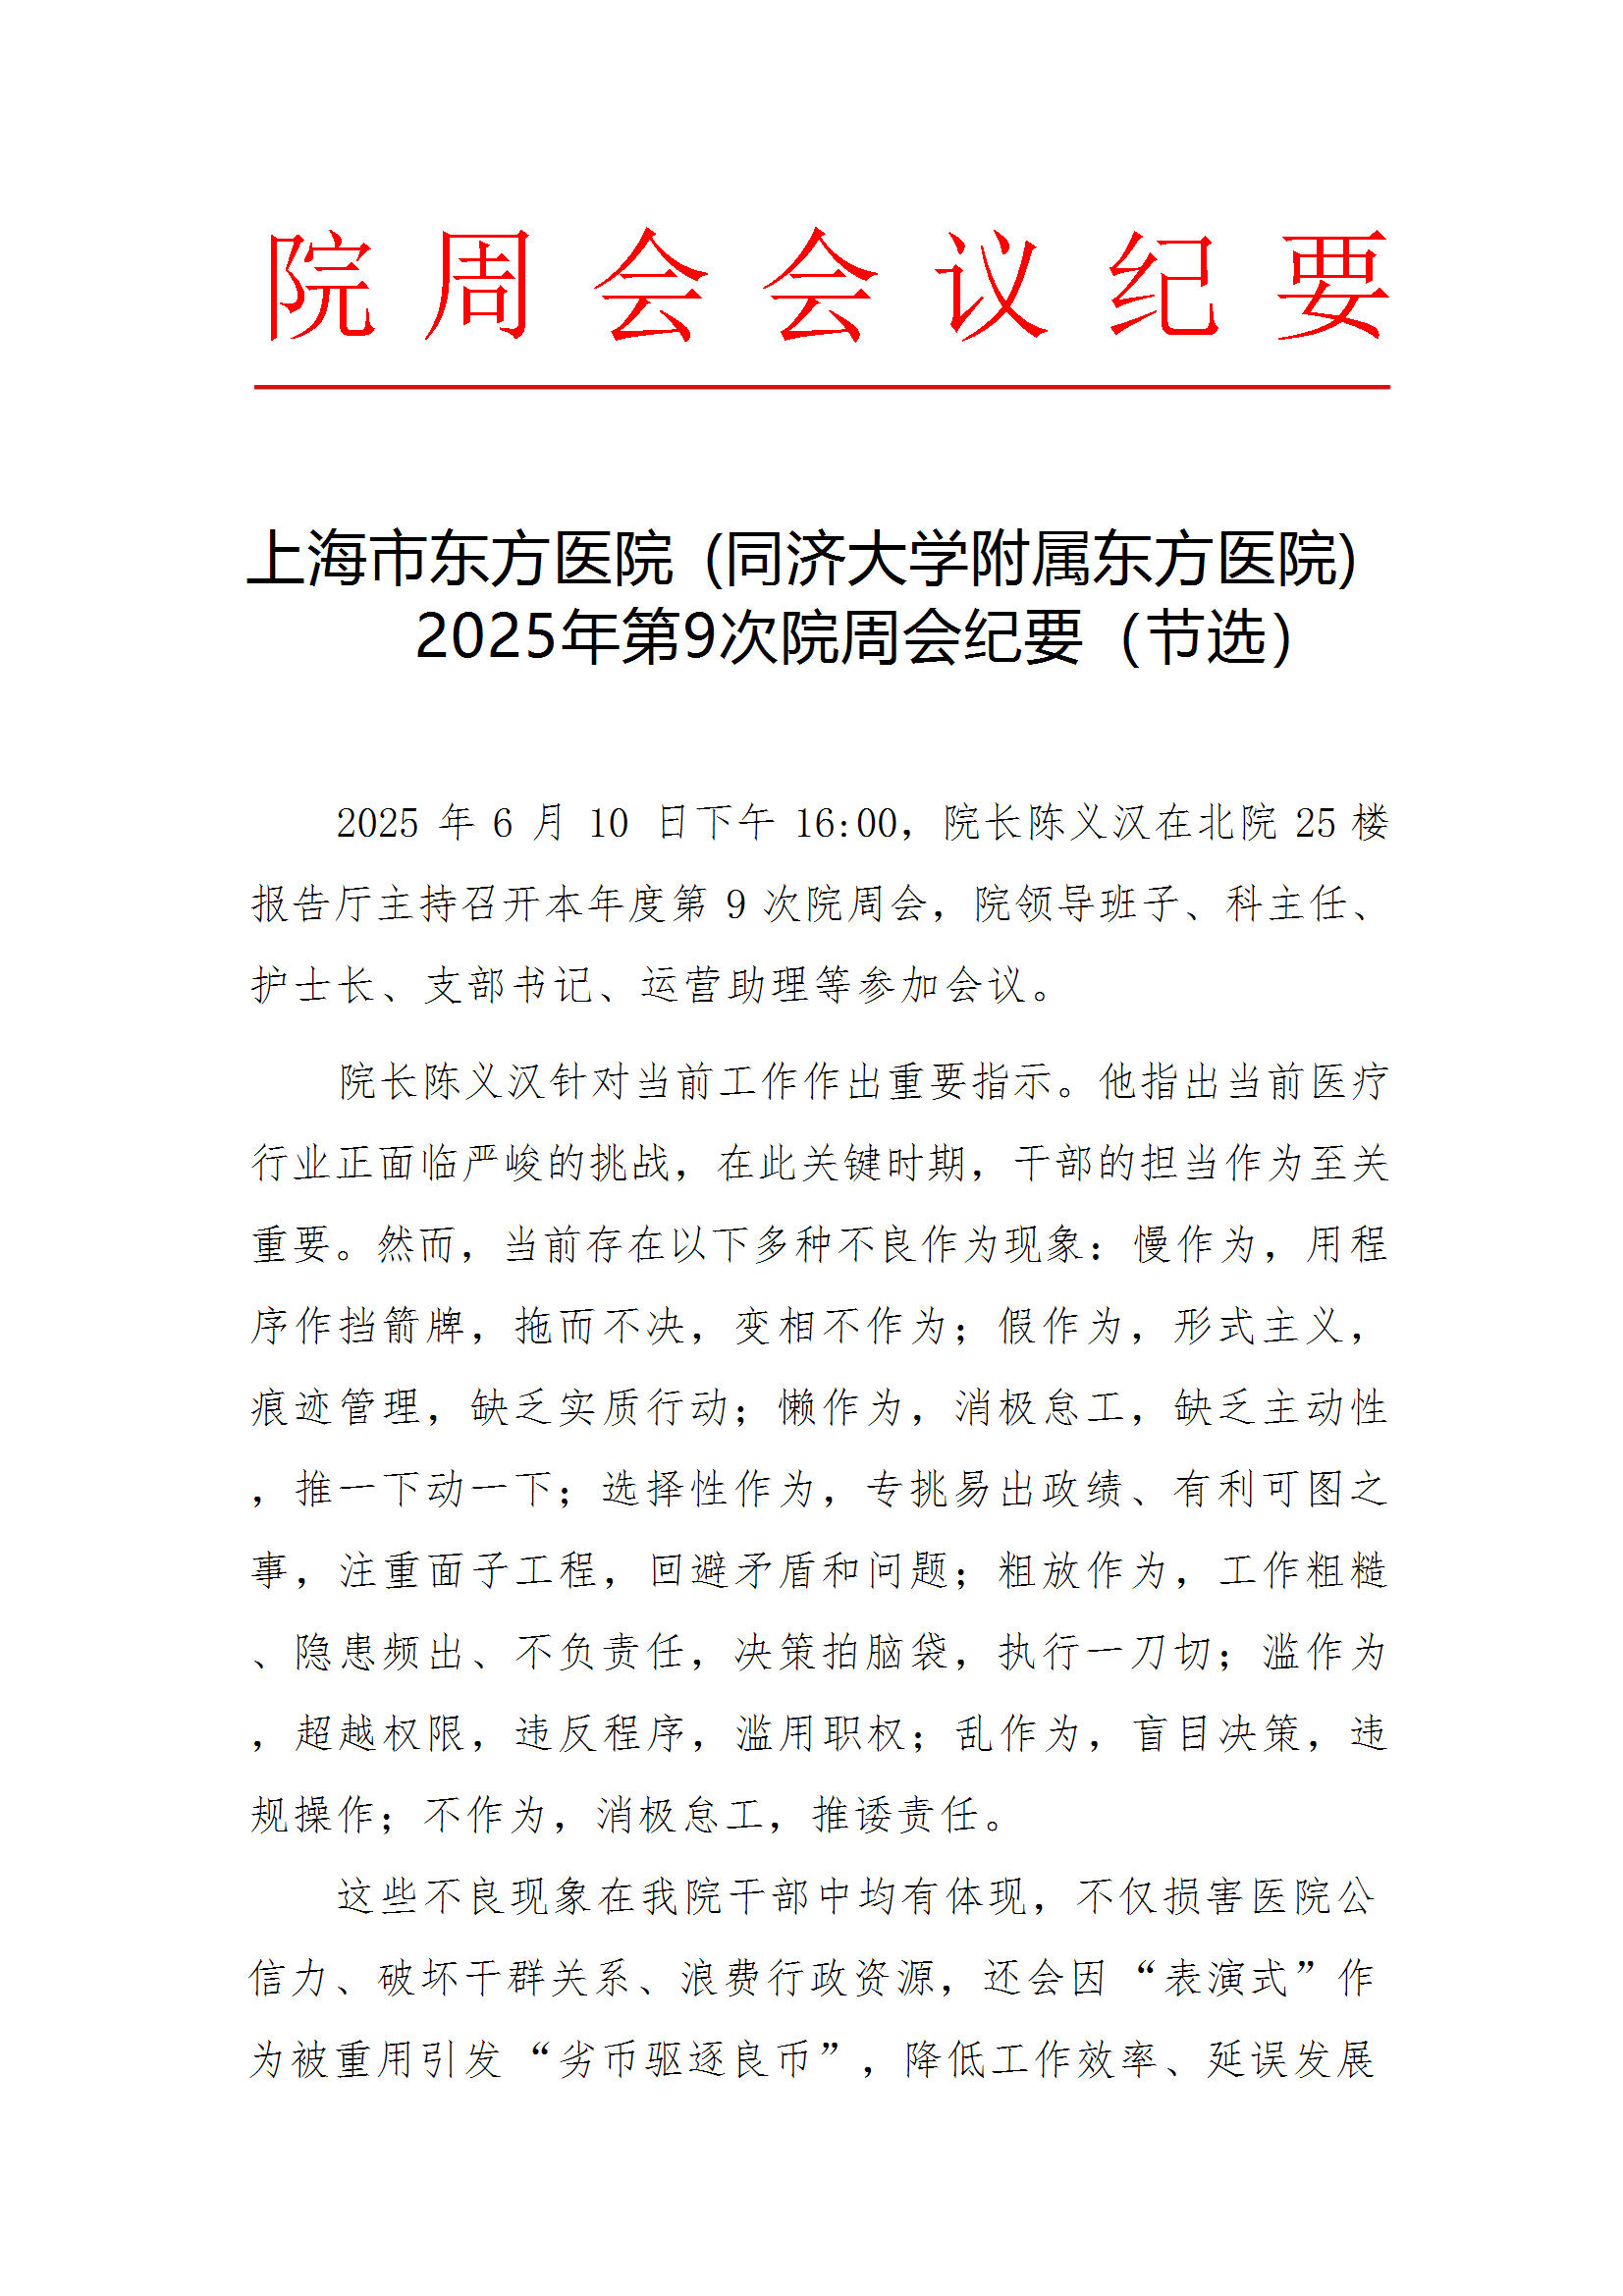 院周会会议纪要
上海市东方医院 (同济大学附属东方医院)
2025年第9次院周会纪要（节选）
2025 年 6 月 10 日下午 16:00，院长陈义汉在北院 25 楼
报告厅主持召开本年度第 9 次院周会，院领导班子、科主任、
护士长、支部书记、运营助理等参加会议。
院长陈义汉针对当前工作作出重要指示。他指出当前医疗
行业正面临严峻的挑战，在此关键时期，干部的担当作为至关
重要。然而，当前存在以下多种不良作为现象：慢作为，用程
序作挡箭牌，拖而不决，变相不作为；假作为，形式主义，
痕迹管理，缺乏实质行动；懒作为，消极怠工，缺乏主动性
，推一下动一下；选择性作为，专挑易出政绩、有利可图之
事，注重面子工程，回避矛盾和问题；粗放作为，工作粗糙
、隐患频出、不负责任，决策拍脑袋，执行一刀切；滥作为
，超越权限，违反程序，滥用职权；乱作为，盲目决策，违
规操作；不作为，消极怠工，推诿责任。
这些不良现象在我院干部中均有体现，不仅损害医院公
信力、破坏干群关系、浪费行政资源，还会因“表演式”作
为被重用引发“劣币驱逐良币”，降低工作效率、延误发展